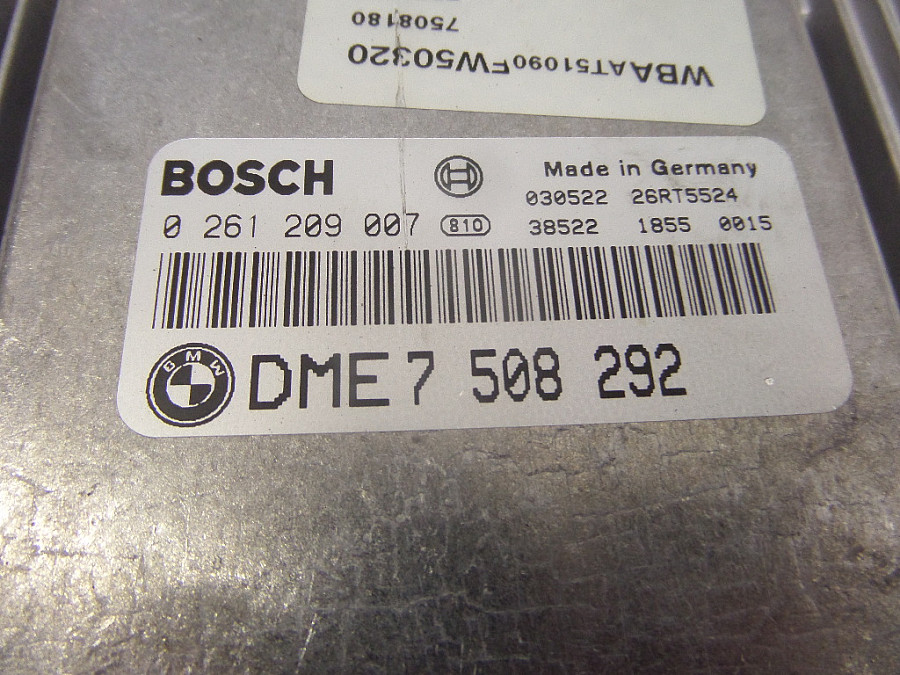 WBAAT51090FW50320
7508180
BOSCH
Made in Germany
030522 26RT5524
0 261 209 007 810 38522 1855 0015
BMW DME 7 508 292